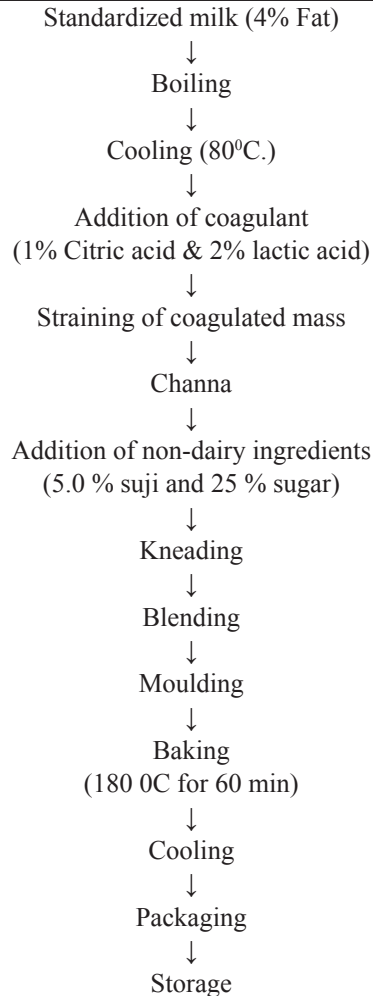 Standardized milk (4% Fat)
↓
Boiling
↓
Cooling (80⁰C.)
↓
Addition of coagulant
(1% Citric acid & 2% lactic acid)
↓
Straining of coagulated mass
↓
Channa
↓
Addition of non-dairy ingredients
(5.0 % suji and 25 % sugar)
↓
Kneading
↓
Blending
↓
Moulding
↓
Baking
(180 0C for 60 min)
↓
Cooling
↓
Packaging
↓
Storage